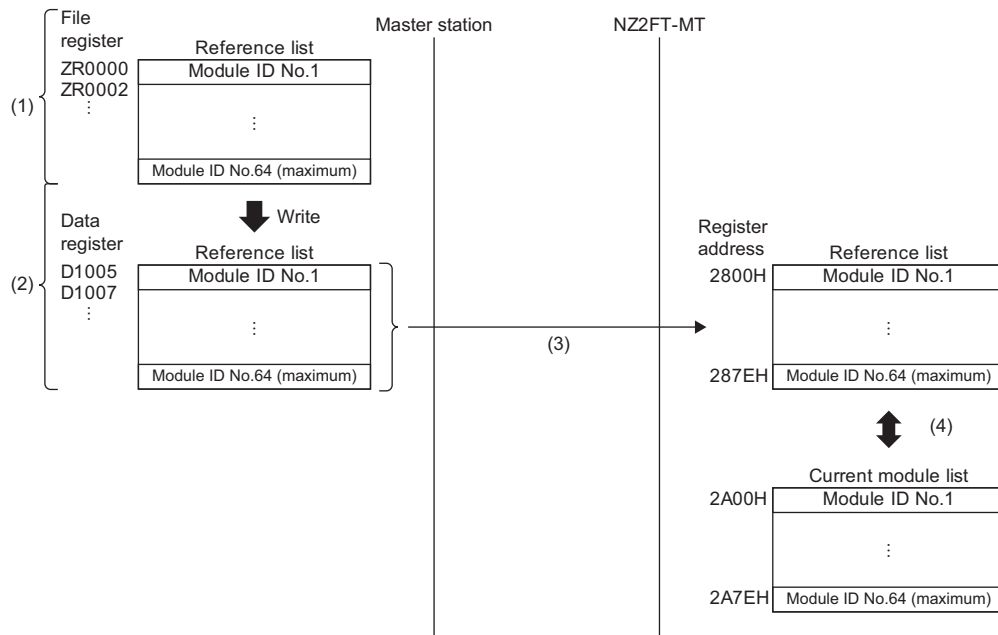 File
register
Master station
NZ2FT-MT
Reference list
ZR0000
Module ID No.1
ZR0002
(1)
⋮
⋮
Module ID No.64 (maximum)
Write
Data
register
Register
address
Reference list
Reference list
D1005
Module ID No.1
2800H
Module ID No.1
(2)
D1007
⋮
⋮
⋮
(3)
Module ID No.64 (maximum)
287EH
Module ID No.64 (maximum)
(4)
Current module list
2A00H
Module ID No.1
⋮
2A7EH
Module ID No.64 (maximum)